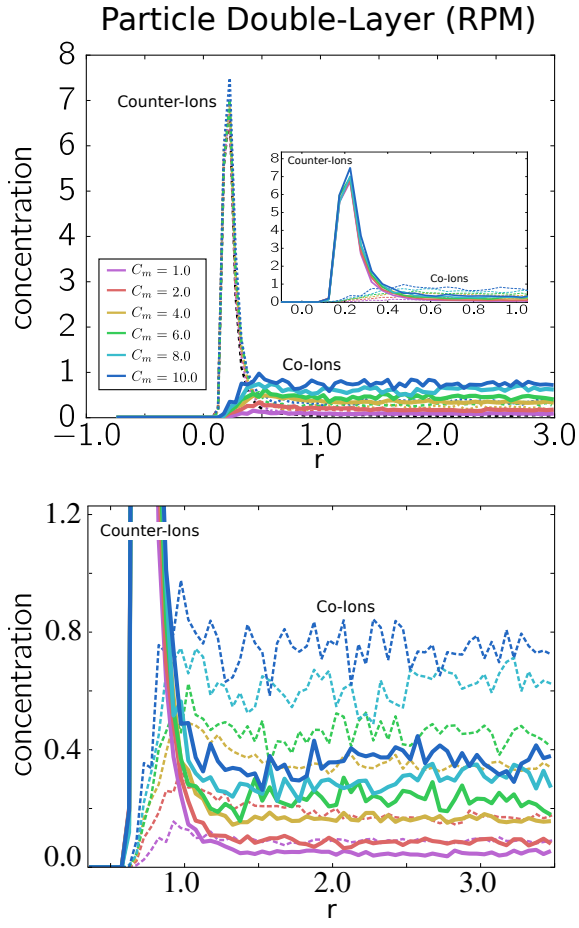 Particle Double-Layer (RPM)
8
7
6
5
4
3
2
1
0
concentration
Counter-Ions
8
7
6
5
4
3
2
1
0
Counter-Ions
Co-Ions
0.0 0.2 0.4 0.6 0.8 1.0
C_m = 1.0
C_m = 2.0
C_m = 4.0
C_m = 6.0
C_m = 8.0
C_m = 10.0
Co-Ions
−1.0 0.0 1.0 2.0 3.0
r
1.2
0.8
0.4
0.0
concentration
Counter-Ions
Co-Ions
1.0 2.0 3.0
r